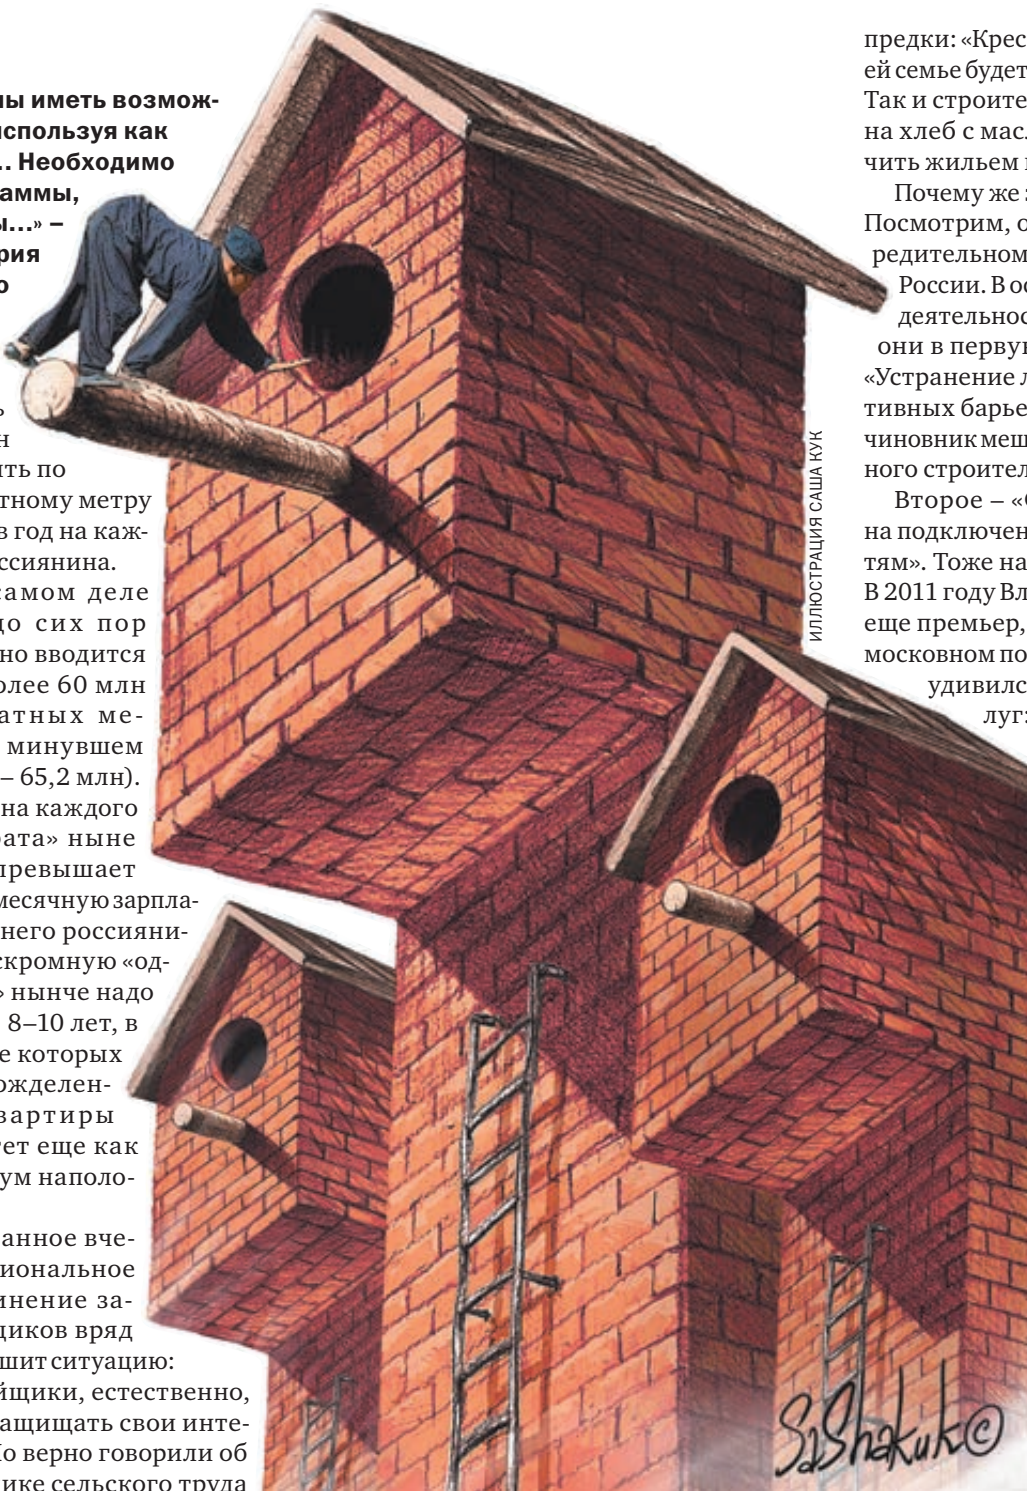 ны иметь возмож-
используя как
... Необходимо
аммы,
ы...» –
рия
о
ь
н
ить по
тному метру
в год на каж-
ссиянина.
самом деле
до сих пор
но вводится
олее 60 млн
атных ме-
минувшем
– 65,2 млн).
на каждого
рата» ныне
превышает
месячную зарпла-
него россияни-
скромную «од-
» нынче надо
8–10 лет, в
е которых
ожделен-
вартиры
тет еще как
ум наполо-
анное вче-
иональное
инение за-
щиков вряд
шит ситуацию:
йщики, естественно,
ащищать свои инте-
о верно говорили об
ике сельского труда
ИЛЛЮСТРАЦИЯ САША КУК
предки: «Крес
ей семье будет
Так и строите
на хлеб с мас
чить жильем
Почему же
Посмотрим, о
редительном
России. В ос
деятельнос
они в первую
«Устранение л
тивных барье
чиновник меш
ного строител
Второе – «С
на подключен
тям». Тоже на
В 2011 году Вл
еще премьер,
московном по
удивилс
луг:
SaShakuk©